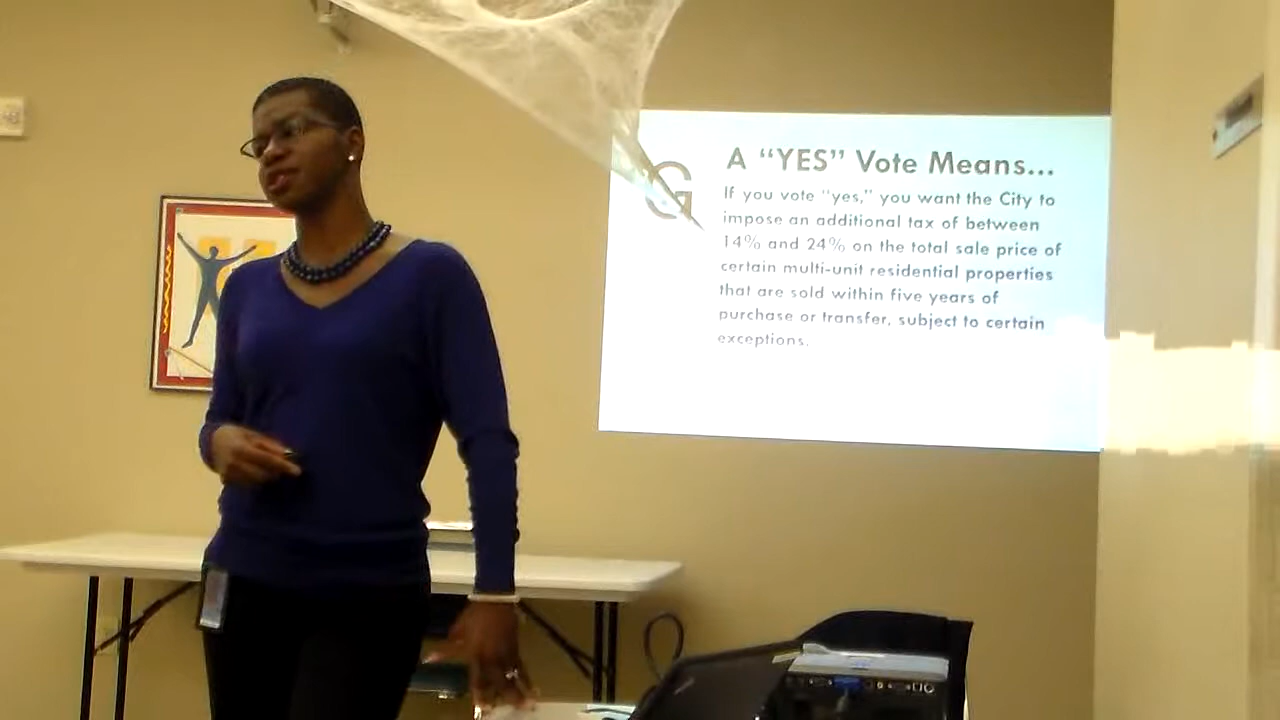 G
A “YES” Vote Means...
If you vote “yes,” you want the City to
impose an additional tax of between
14% and 24% on the total sale price of
certain multi-unit residential properties
that are sold within five years of
purchase or transfer, subject to certain
exceptions.